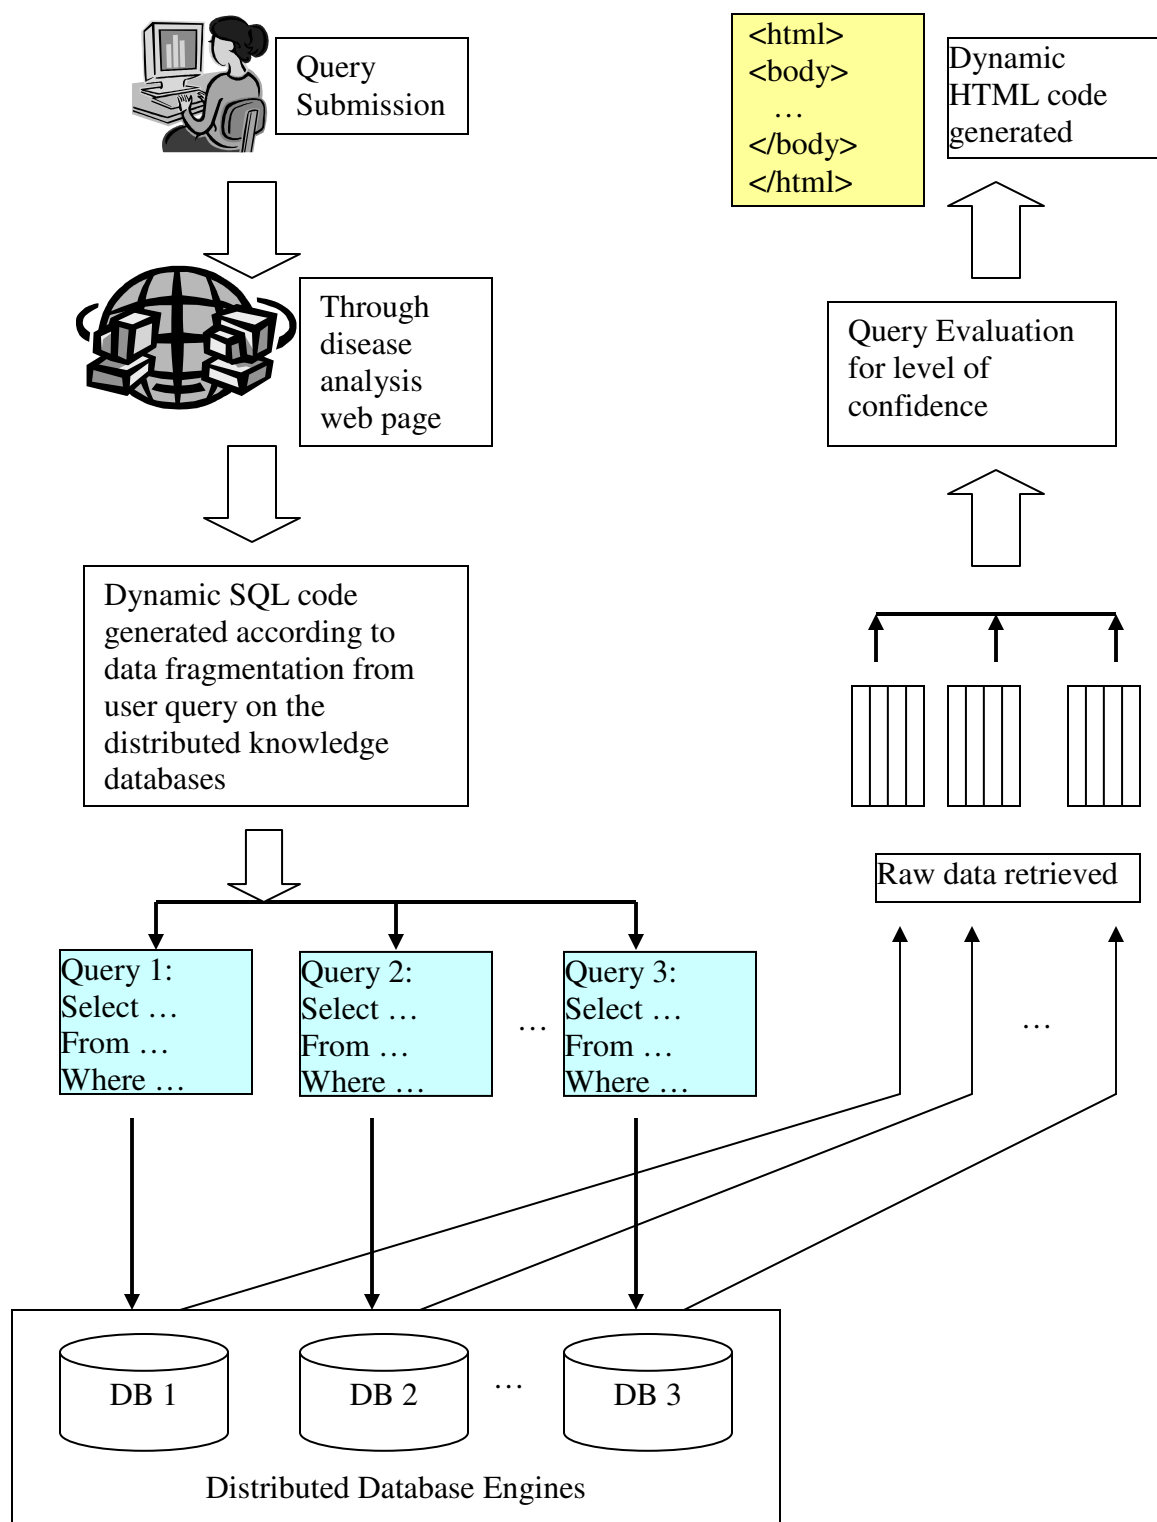 Query
Submission
Through
disease
analysis
web page
Dynamic SQL code
generated according to
data fragmentation from
user query on the
distributed knowledge
databases
Query 1:
Select …
From …
Where …
Query 2:
Select …
From …
Where …
…
Query 3:
Select …
From …
Where …
DB 1
DB 2
…
DB 3
Distributed Database Engines
…
Raw data retrieved
Query Evaluation
for level of
confidence
<html>
<body>
…
</body>
</html>
Dynamic
HTML code
generated